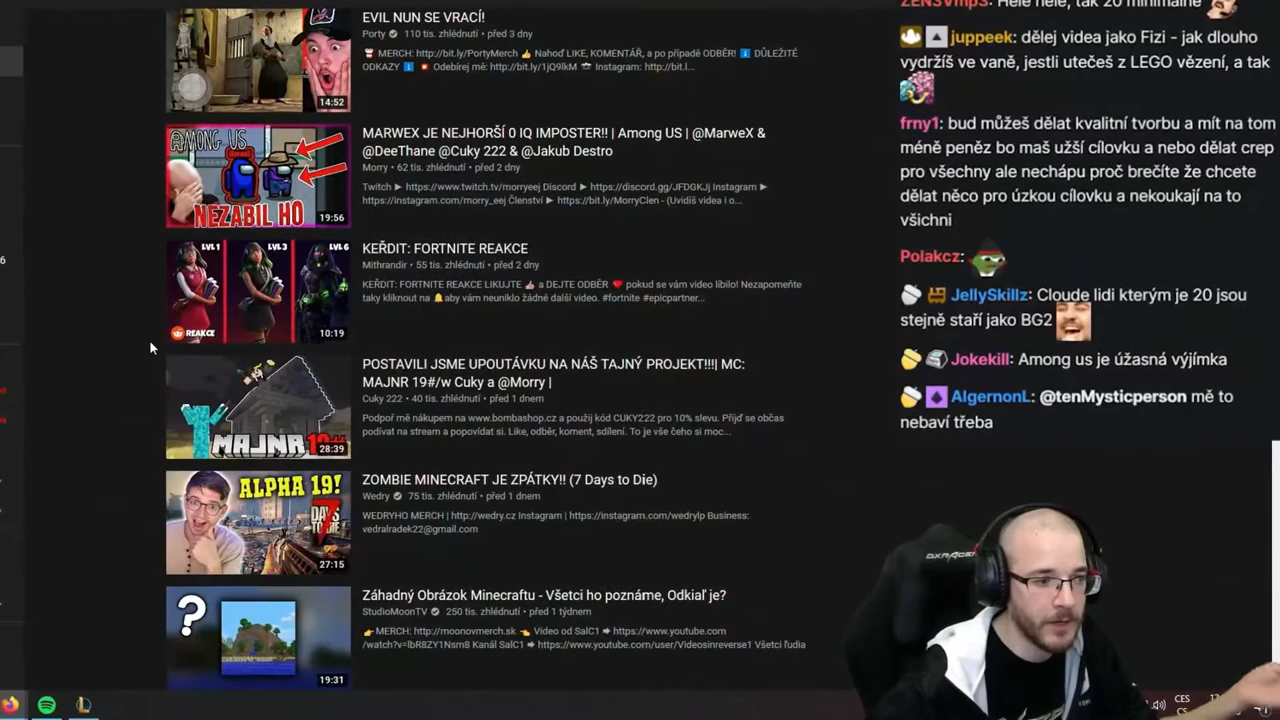 EVIL NUN SE VRACÍ!
Porty 110 tis. zhlédnutí • před 3 dny
MERCH: http://bit.ly/PortyMerch 👍 Nahoď LIKE, KOMENTÁŘ, a po případě ODBĚR! ⬇️ DŮLEŽITÉ
ODKAZY ⬇️ 💥 Odebírej mě: http://bit.ly/1jQ9lkM Instagram: http://bit.l...
14:52
MARWEX JE NEJHORŠÍ 0 IQ IMPOSTER!! | Among US | @MarweX &
@DeeThane @Cuky 222 & @Jakub Destro
Morry • 62 tis. zhlédnutí • před 2 dny
Twitch ► https://www.twitch.tv/morryeej Discord ► https://discord.gg/JFDGKJj Instagram ►
https://instagram.com/morry_eej Členství ► https://bit.ly/MorryClen - (Uvidíš videa i o...
AMONG US
NEZABIL HO
19:56
KEŘDIT: FORTNITE REAKCE
Mithrandir • 55 tis. zhlédnutí • před 2 dny
KEŘDIT: FORTNITE REAKCE LIKUJTE 👍 a DEJTE ODBĚR ❤️ pokud se vám video líbilo! Nezapomeňte
taky kliknout na 🔔aby vám neuniklo žádné další video. #fortnite #epicpartner...
LVL 1 LVL 3 LVL 6
REAKCE
10:19
POSTAVILI JSME UPOUTÁVKU NA NÁŠ TAJNÝ PROJEKT!!!| MC:
MAJNR 19#/w Cuky a @Morry |
Cuky 222 • 40 tis. zhlédnutí • před 1 dnem
Podpoř mě nákupem na www.bombashop.cz a použij kód CUKY222 pro 10% slevu. Přijď se občas
podívat na stream a popovídat si. Like, odběr, koment, sdílení. To je vše čeho si moc...
MAJNR
28:39
ZOMBIE MINECRAFT JE ZPÁTKY!! (7 Days to Die)
Wedry 75 tis. zhlédnutí • před 1 dnem
WEDRYHO MERCH | http://wedry.cz Instagram | https://instagram.com/wedrylp Business:
vedralradek22@gmail.com
ALPHA 19!
7 DAYS TO DIE
27:15
Záhadný Obrázok Minecraftu - Všetci ho poznáme, Odkiaľ je?
StudioMoonTV 250 tis. zhlédnutí • před 1 týdnem
👉MERCH: http://moonovmerch.sk 👈 Video od SalC1 ➡ https://www.youtube.com
/watch?v=lbR8ZY1Nsm8 Kanál SalC1 ➡ https://www.youtube.com/user/Videosinreverse1 Všetci ľudia
?
19:31
ZENSVmp3: Hele hele, tak 20 minimálně
juppeek: dělej videa jako Fizi - jak dlouho
vydržíš ve vaně, jestli utečeš z LEGO vězení, a tak
frny1: bud můžeš dělat kvalitní tvorbu a mít na tom
méně peněz bo maš užší cílovku a nebo dělat crep
pro všechny ale nechápu proč brečíte že chcete
dělat něco pro úzkou cílovku a nekoukají na to
všichni
Polakcz:
JellySkillz: Cloude lidi kterým je 20 jsou
stejně staří jako BG2
Jokekill: Among us je úžasná výjímka
AlgernonL: @tenMysticperson mě to
nebaví třeba
DXRACER
CES